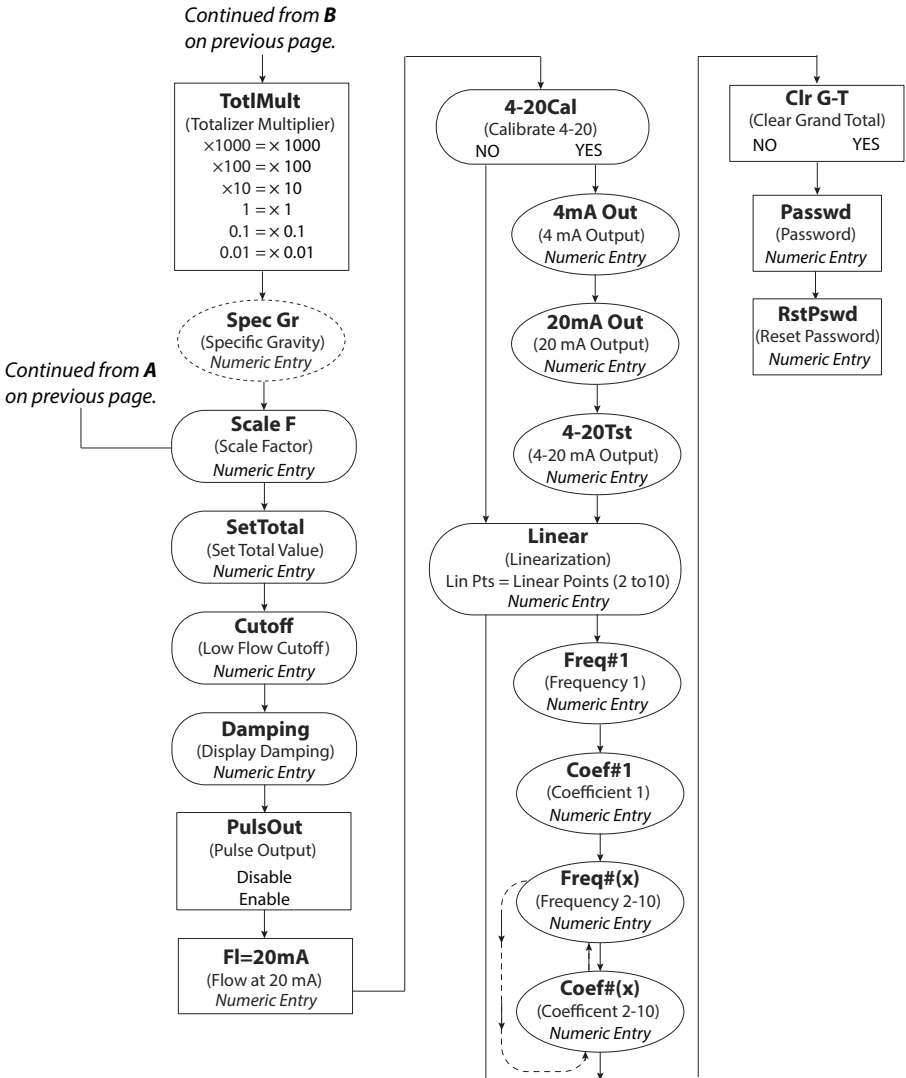 Continued from B
on previous page.
TotlMult
(Totalizer Multiplier)
×1000 = × 1000
×100 = × 100
×10 = × 10
1 = × 1
0.1 = × 0.1
0.01 = × 0.01
Spec Gr
(Specific Gravity)
Numeric Entry
Continued from A
on previous page.
Scale F
(Scale Factor)
Numeric Entry
SetTotal
(Set Total Value)
Numeric Entry
Cutoff
(Low Flow Cutoff)
Numeric Entry
Damping
(Display Damping)
Numeric Entry
PulsOut
(Pulse Output)
Disable
Enable
Fl=20mA
(Flow at 20 mA)
Numeric Entry
4-20Cal
(Calibrate 4-20)
NO YES
4mA Out
(4 mA Output)
Numeric Entry
20mA Out
(20 mA Output)
Numeric Entry
4-20Tst
(4-20 mA Output)
Numeric Entry
Linear
(Linearization)
Lin Pts = Linear Points (2 to10)
Numeric Entry
Freq#1
(Frequency 1)
Numeric Entry
Coef#1
(Coefficient 1)
Numeric Entry
Freq#(x)
(Frequency 2-10)
Numeric Entry
Coef#(x)
(Coefficent 2-10)
Numeric Entry
Clr G-T
(Clear Grand Total)
NO YES
Passwd
(Password)
Numeric Entry
RstPswd
(Reset Password)
Numeric Entry